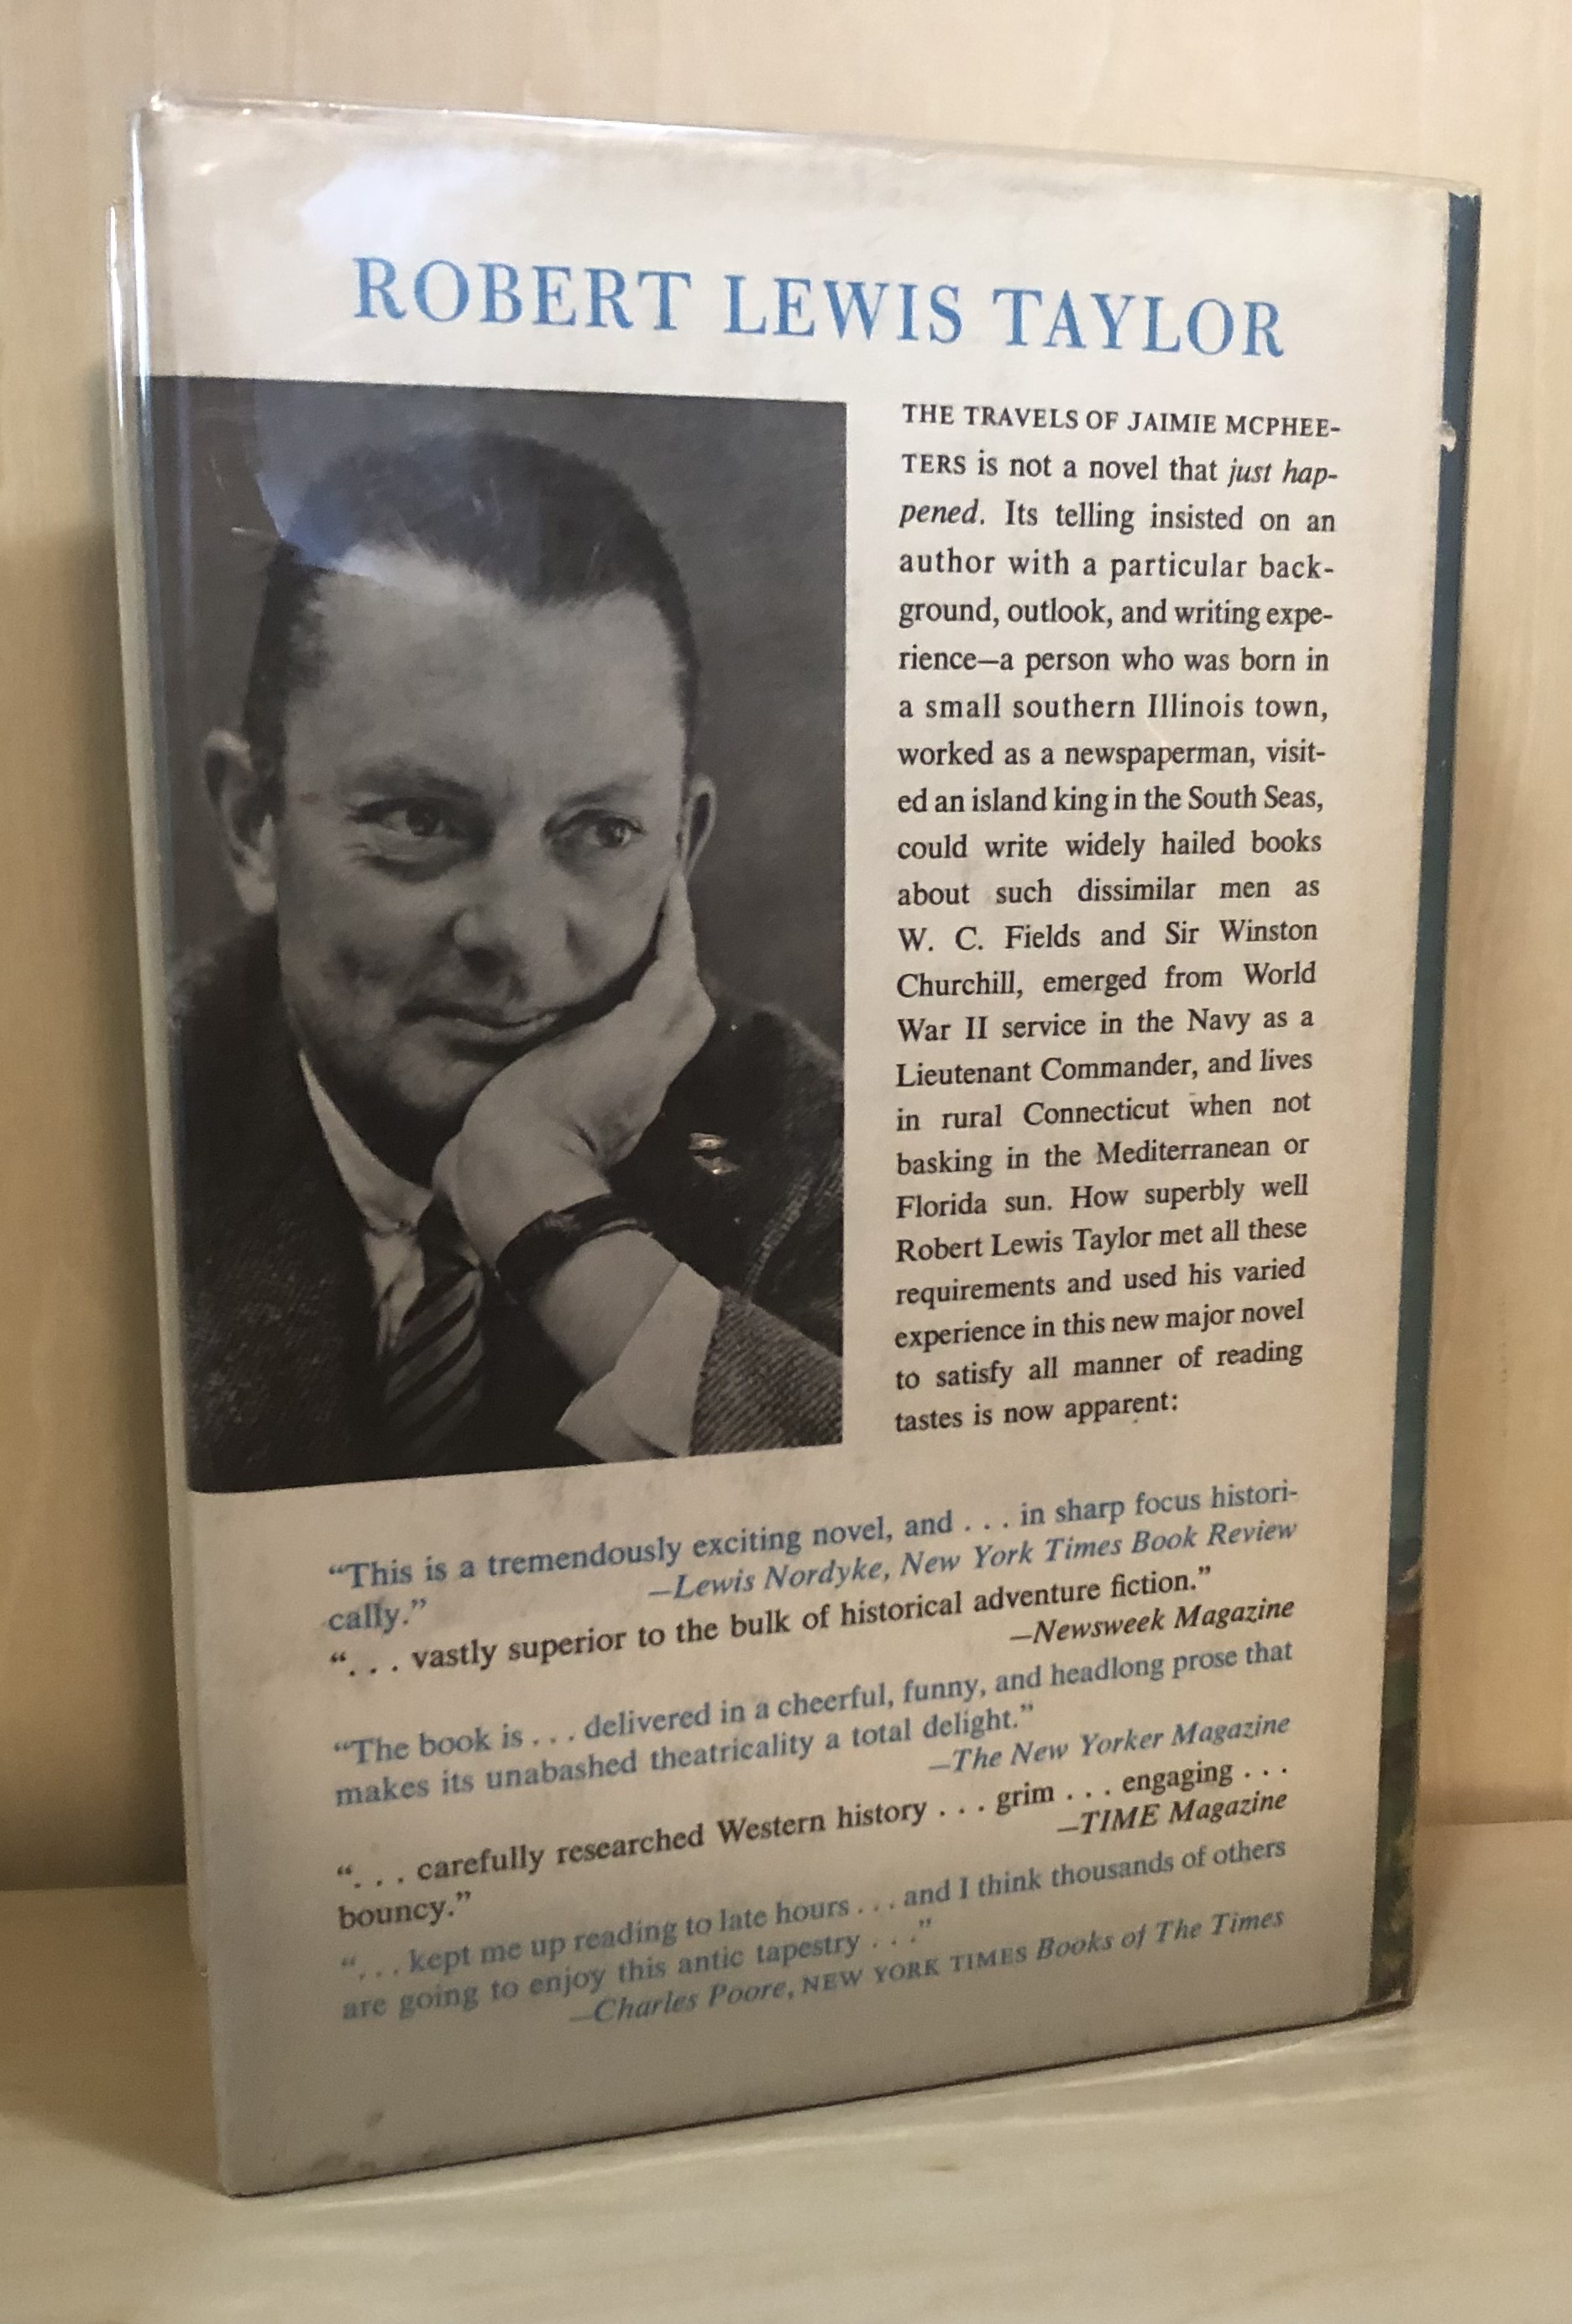 ROBERT LEWIS TAYLOR
THE TRAVELS OF JAIMIE MCPHEE-
TERS is not a novel that just hap-
pened. Its telling insisted on an
author with a particular back-
ground, outlook, and writing expe-
rience—a person who was born in
a small southern Illinois town,
worked as a newspaperman, visit-
ed an island king in the South Seas,
could write widely hailed books
about such dissimilar men as
W. C. Fields and Sir Winston
Churchill, emerged from World
War II service in the Navy as a
Lieutenant Commander, and lives
in rural Connecticut when not
basking in the Mediterranean or
Florida sun. How superbly well
Robert Lewis Taylor met all these
requirements and used his varied
experience in this new major novel
to satisfy all manner of reading
tastes is now apparent:
“This is a tremendously exciting novel, and . . . in sharp focus histori-
cally.” —Lewis Nordyke, New York Times Book Review
“. . . vastly superior to the bulk of historical adventure fiction.”
—Newsweek Magazine
“The book is . . . delivered in a cheerful, funny, and headlong prose that
makes its unabashed theatricality a total delight.”
—The New Yorker Magazine
“. . . carefully researched Western history . . . grim . . . engaging . . .
bouncy.” —TIME Magazine
“. . . kept me up reading to late hours . . . and I think thousands of others
are going to enjoy this antic tapestry . . .”
—Charles Poore, NEW YORK TIMES Books of The Times